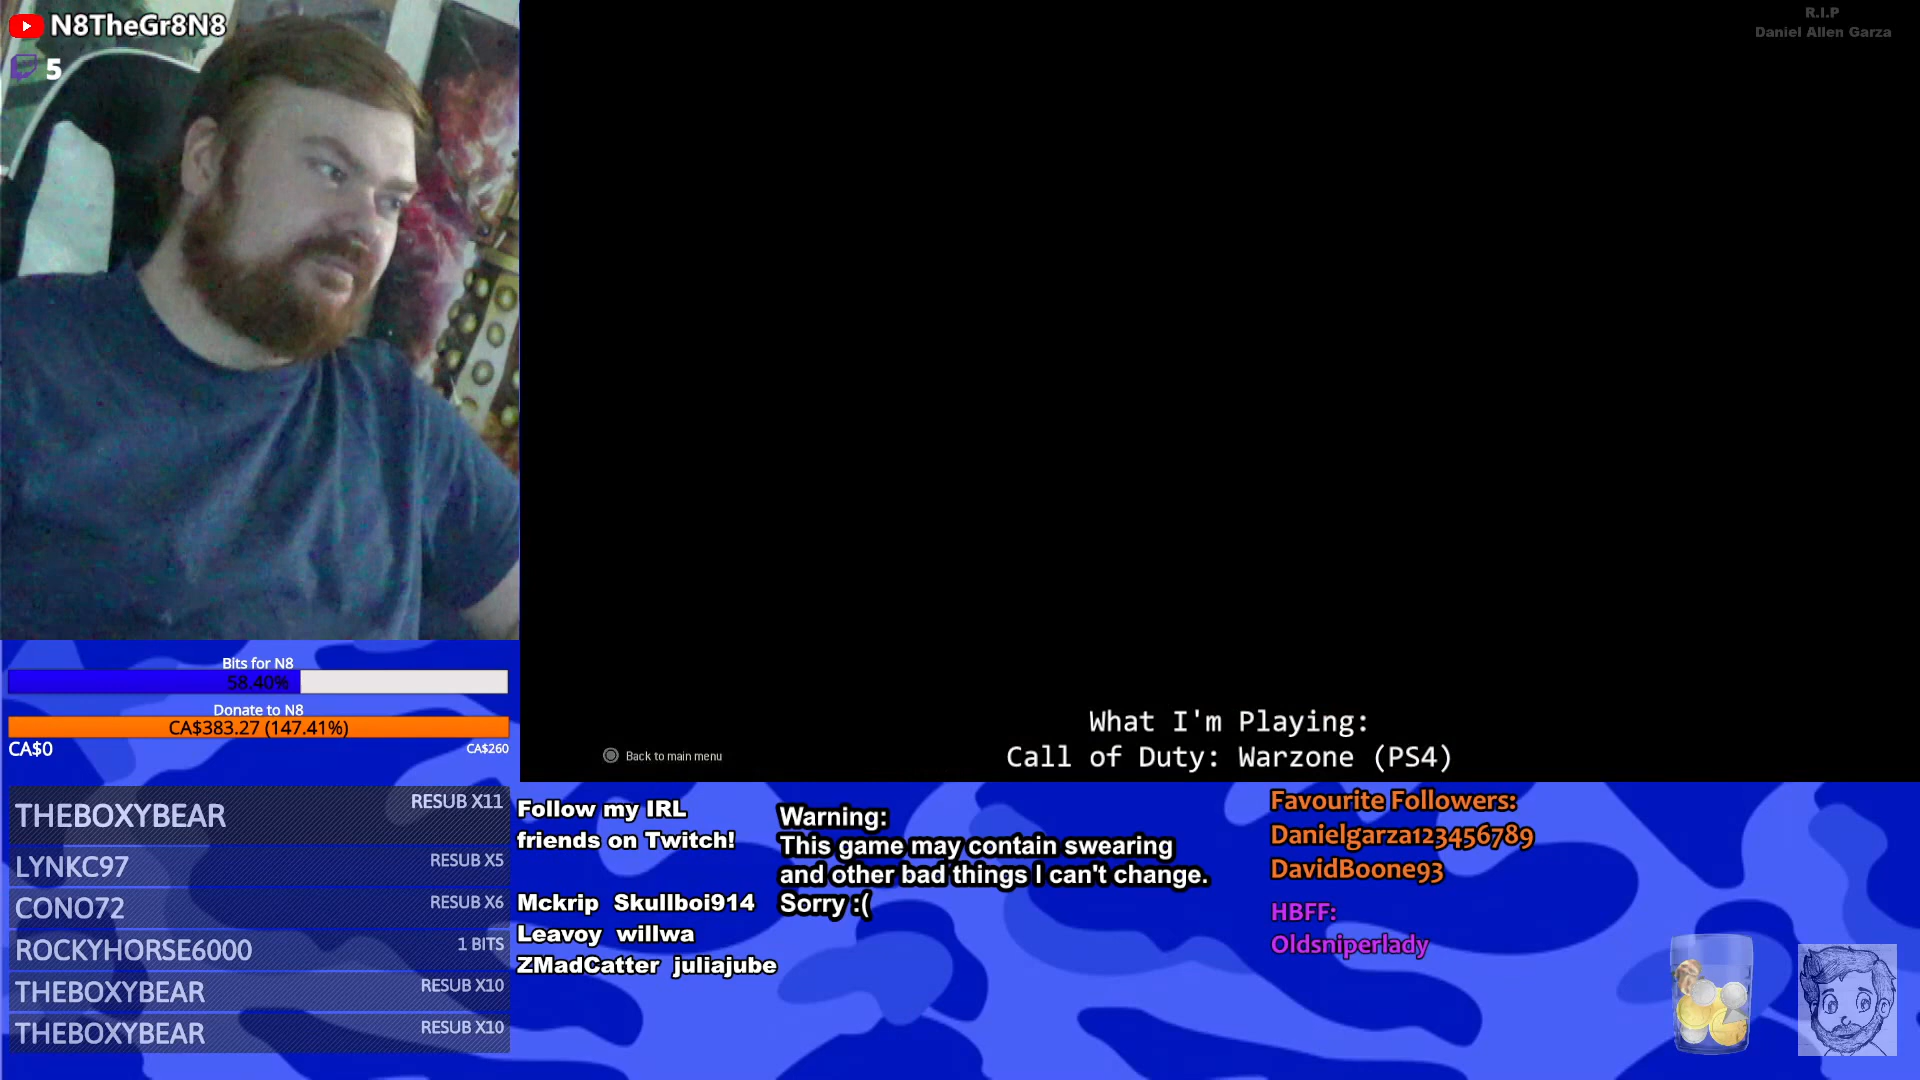 N8TheGr8N8
5
R.I.P
Daniel Allen Garza
Bits for N8
58.40%
Donate to N8
CA$383.27 (147.41%)
CA$0
CA$260
Back to main menu
What I'm Playing:
Call of Duty: Warzone (PS4)
THEBOXYBEAR RESUB X11
LYNKC97 RESUB X5
CONO72 RESUB X6
ROCKYHORSE6000 1 BITS
THEBOXYBEAR RESUB X10
THEBOXYBEAR RESUB X10
Follow my IRL
friends on Twitch!
Mckrip Skullboi914
Leavoy willwa
ZMadCatter juliajube
Warning:
This game may contain swearing
and other bad things I can't change.
Sorry :(
Favourite Followers:
Danielgarza123456789
DavidBoone93
HBFF:
Oldsniperlady